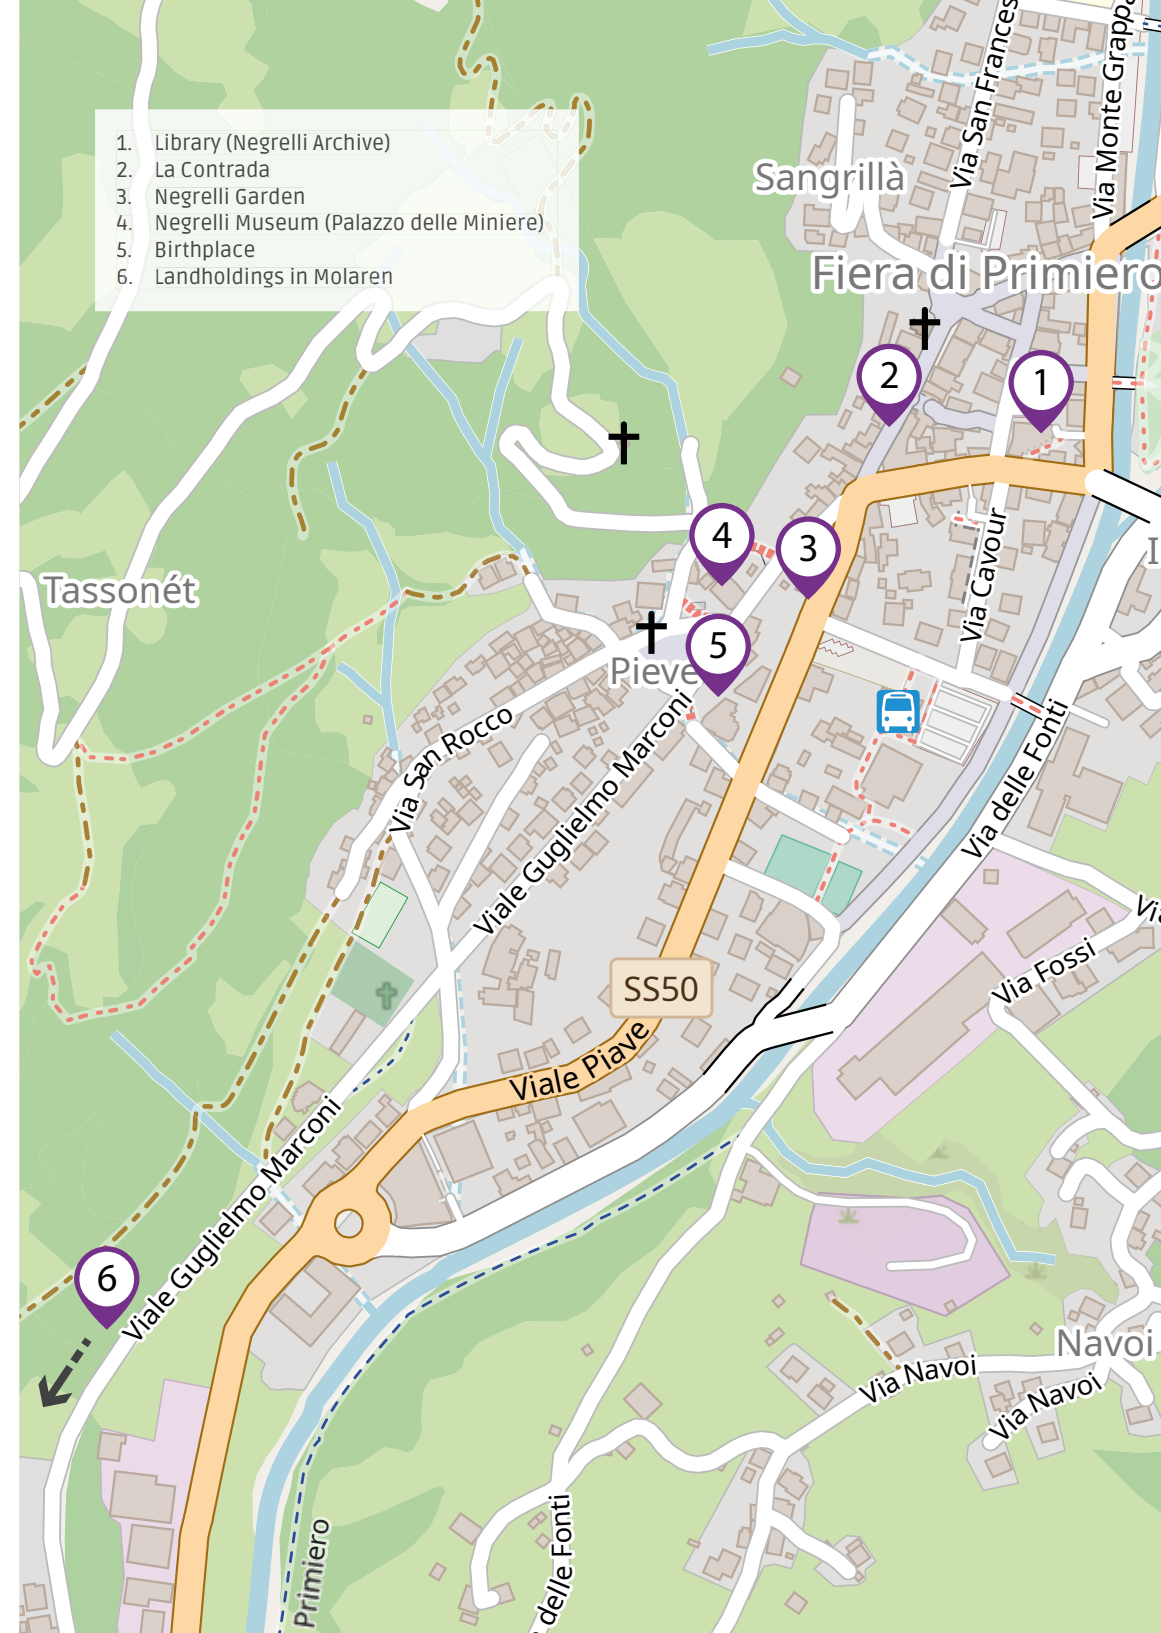 1. Library (Negrelli Archive)
2. La Contrada
3. Negrelli Garden
4. Negrelli Museum (Palazzo delle Miniere)
5. Birthplace
6. Landholdings in Molaren
Via San Frances
Via Monte Grappa
Sangrillà
Fiera di Primiero
2
1
4
3
Via Cavour
I
Tassonét
5
Pieve
Via San Rocco
Viale Guglielmo Marconi
Via delle Fonti
Via
Via Fossi
SS50
Viale Piave
Viale Guglielmo Marconi
6
Navoi
Via Navoi
Via Navoi
Primiero
delle Fonti